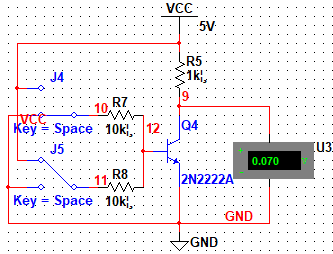 VCC
5V
J4
R5
1kΩ
9
10 R7
VCC
Key = Space
10kΩ
12
Q4
J5
0.070
V
U3
11 R8
2N2222A
Key = Space
10kΩ
GND
GND